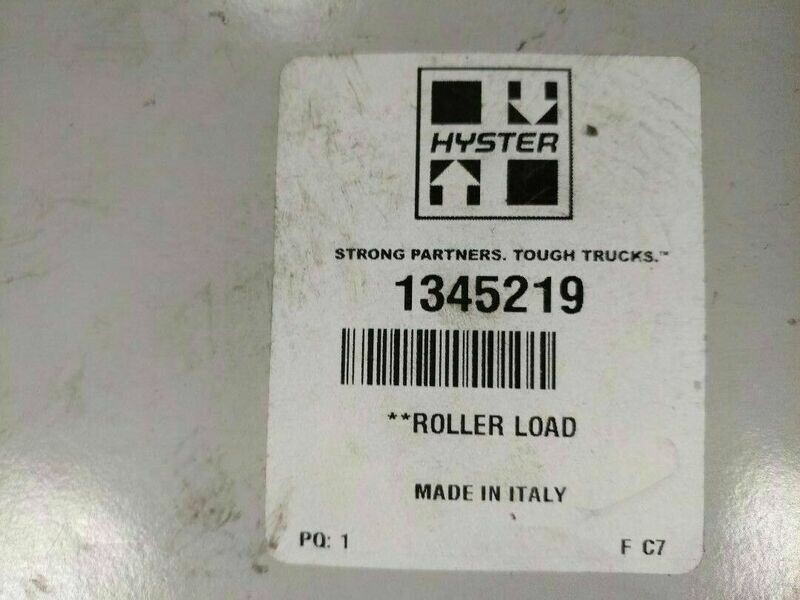 HYSTER
STRONG PARTNERS. TOUGH TRUCKS.™
1345219
**ROLLER LOAD
MADE IN ITALY
PQ: 1 F C7